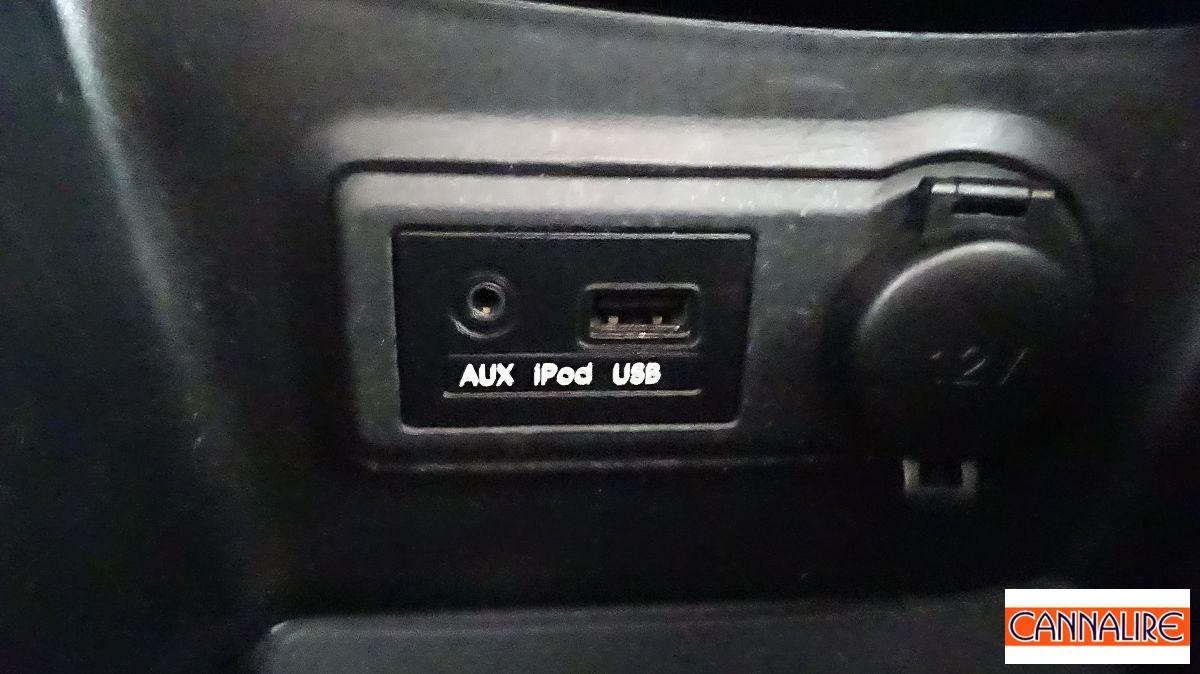 AUX iPod USB
12V
CANNALIRE